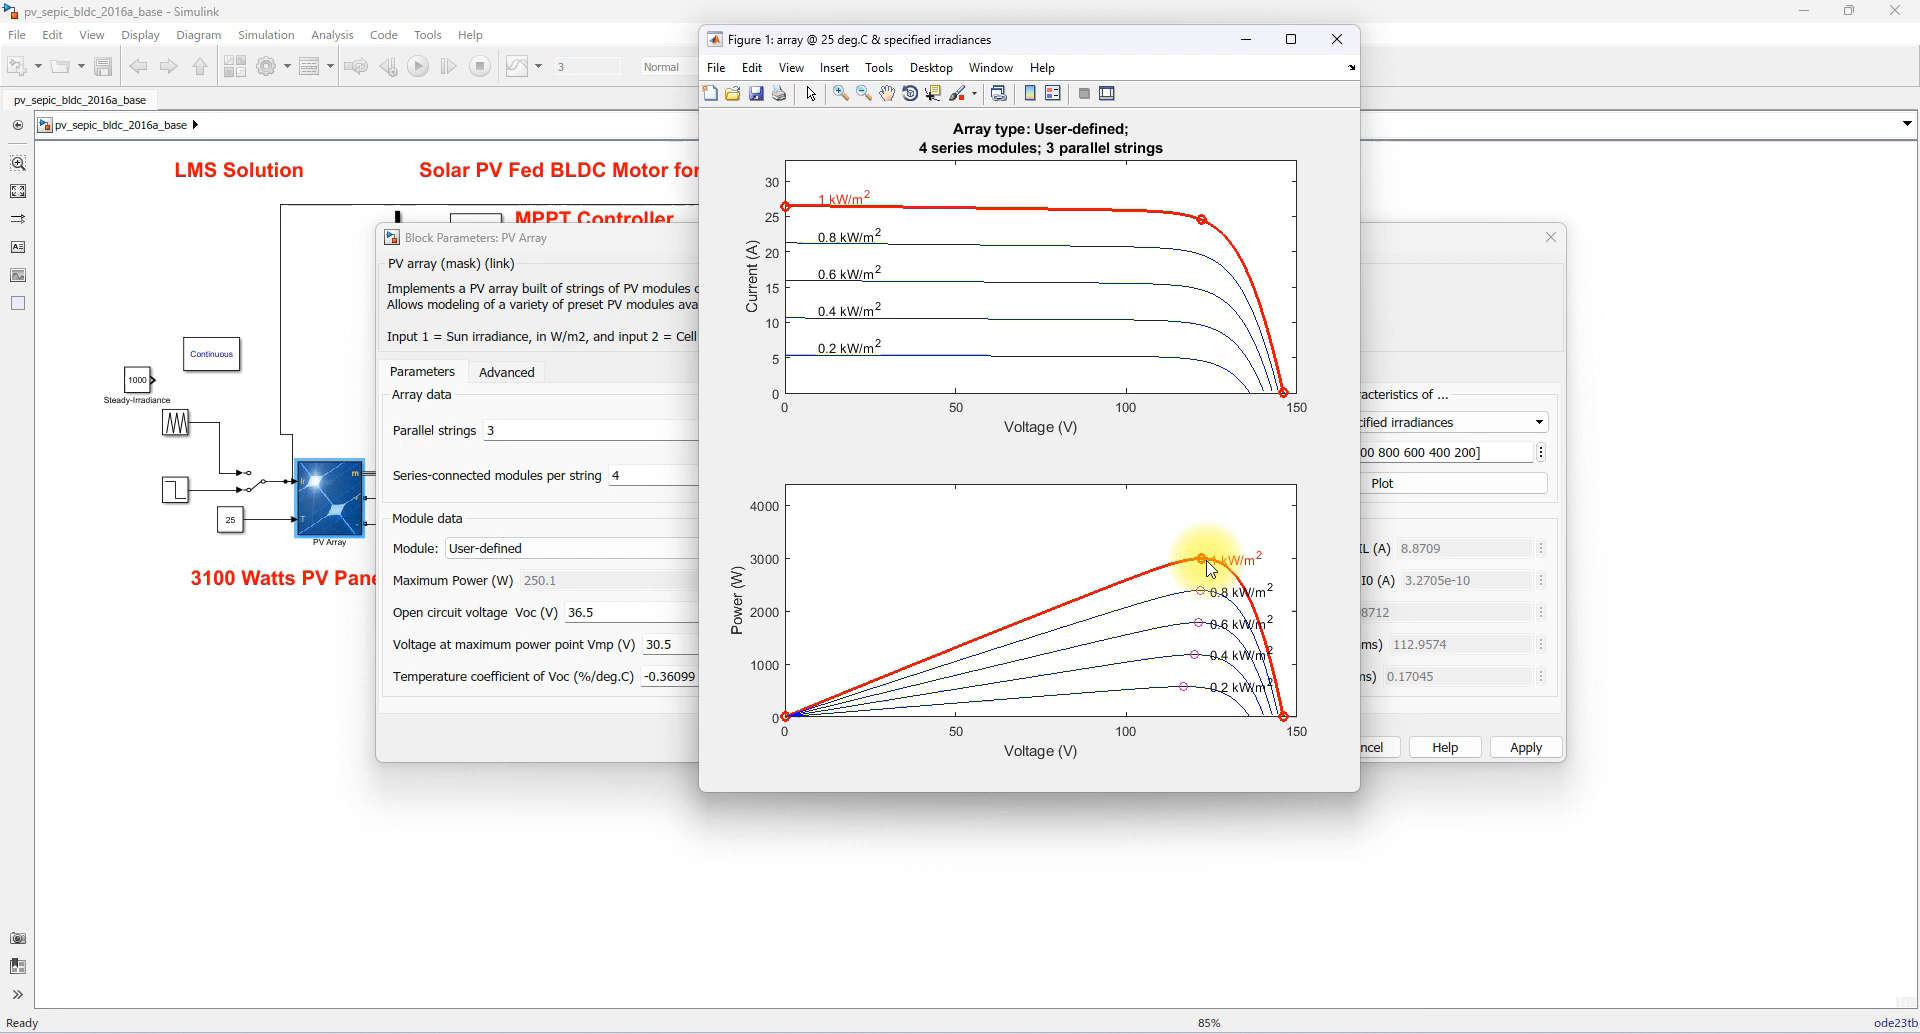 pv_sepic_bldc_2016a_base - Simulink
File Edit View Display Diagram Simulation Analysis Code Tools Help
3 Normal
pv_sepic_bldc_2016a_base
pv_sepic_bldc_2016a_base
LMS Solution Solar PV Fed BLDC Motor for
MPPT Controller
Continuous
1000
Steady-Irradiance
25
Ir
T
m
+
-
PV Array
3100 Watts PV Pane
Block Parameters: PV Array
PV array (mask) (link)
Implements a PV array built of strings of PV modules
Allows modeling of a variety of preset PV modules ava
Input 1 = Sun irradiance, in W/m2, and input 2 = Cell
Parameters Advanced
Array data
Parallel strings 3
Series-connected modules per string 4
Module data
Module: User-defined
Maximum Power (W) 250.1
Open circuit voltage Voc (V) 36.5
Voltage at maximum power point Vmp (V) 30.5
Temperature coefficient of Voc (%/deg.C) -0.36099
Figure 1: array @ 25 deg.C & specified irradiances
File Edit View Insert Tools Desktop Window Help
Array type: User-defined;
4 series modules; 3 parallel strings
Current (A)
30
25
20
15
10
5
0
1 kW/m2
0.8 kW/m2
0.6 kW/m2
0.4 kW/m2
0.2 kW/m2
0 50 100 150
Voltage (V)
Power (W)
4000
3000
2000
1000
0
1 kW/m2
0.8 kW/m2
0.6 kW/m2
0.4 kW/m2
0.2 kW/m2
0 50 100 150
Voltage (V)
acteristics of ...
cified irradiances
00 800 600 400 200]
Plot
IL (A) 8.8709
I0 (A) 3.2705e-10
8712
ms) 112.9574
ms) 0.17045
ncel Help Apply
Ready 85% ode23tb